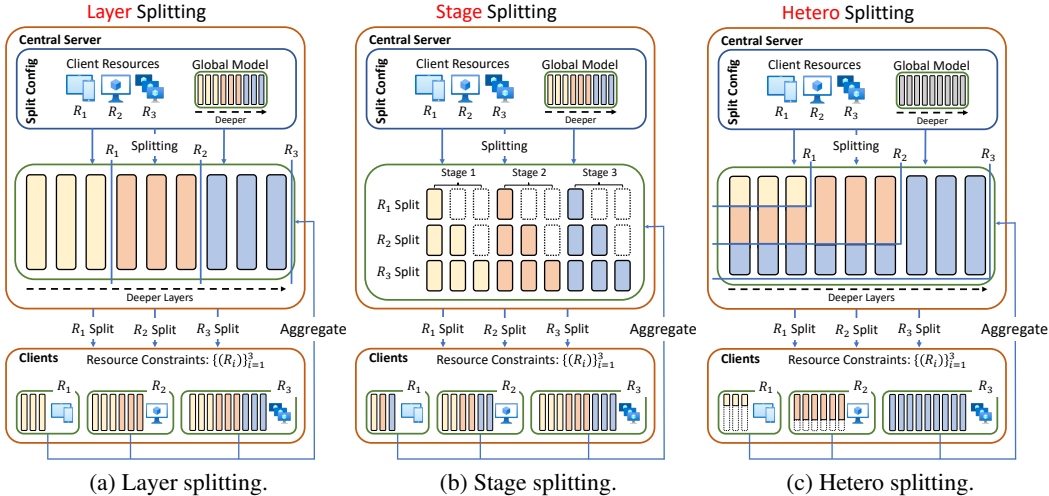 Layer Splitting
Central Server
Split Config
Client Resources
Global Model
R₁ R₂ R₃
Deeper
Splitting
R₁ R₂ R₃
Deeper Layers
R₁ Split R₂ Split R₃ Split
Aggregate
Clients Resource Constraints: {(Rᵢ)}³ᵢ₌₁
R₁ R₂ R₃
(a) Layer splitting.
Stage Splitting
Central Server
Split Config
Client Resources
Global Model
R₁ R₂ R₃
Deeper
Splitting
Stage 1 Stage 2 Stage 3
R₁ Split
R₂ Split
R₃ Split
R₁ Split R₂ Split R₃ Split
Aggregate
Clients Resource Constraints: {(Rᵢ)}³ᵢ₌₁
R₁ R₂ R₃
(b) Stage splitting.
Hetero Splitting
Central Server
Split Config
Client Resources
Global Model
R₁ R₂ R₃
Deeper
Splitting
R₁ R₂ R₃
Deeper Layers
R₁ Split R₂ Split R₃ Split
Aggregate
Clients Resource Constraints: {(Rᵢ)}³ᵢ₌₁
R₁ R₂ R₃
(c) Hetero splitting.